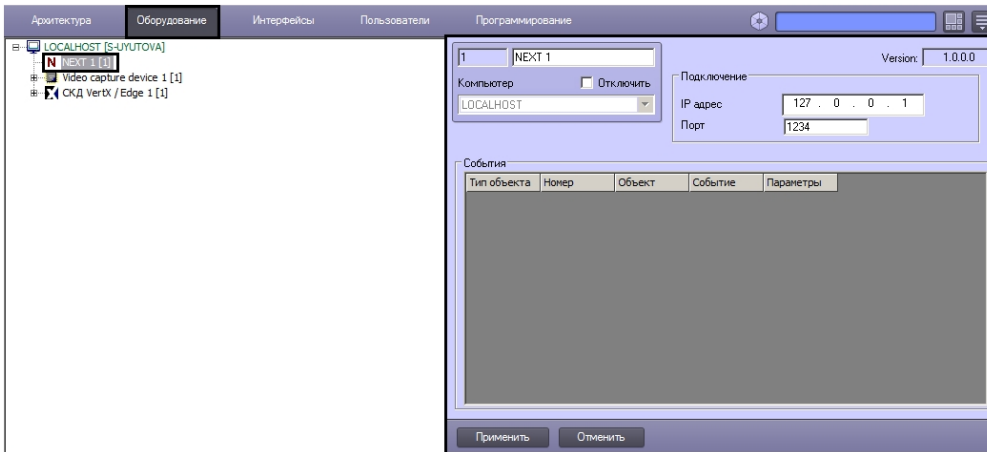 Архитектура Оборудование Интерфейсы Пользователи Программирование
LOCALHOST [S-UYUTOVA]
N NEXT 1 [1]
Video capture device 1 [1]
СКД VertX / Edge 1 [1]
1 NEXT 1
Компьютер Отключить
LOCALHOST
Version: 1.0.0.0
Подключение
IP адрес 127 . 0 . 0 . 1
Порт 1234
События
Тип объекта Номер Объект Событие Параметры
Применить Отменить